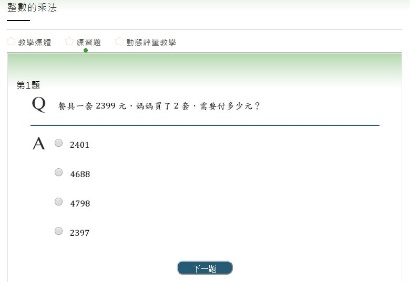 整數的乘法
教學媒體 練習題 動態評量教學
第1題
Q 餐具一套 2399 元，媽媽買了 2 套，需要付多少元？
A 2401
4688
4798
2397
下一題